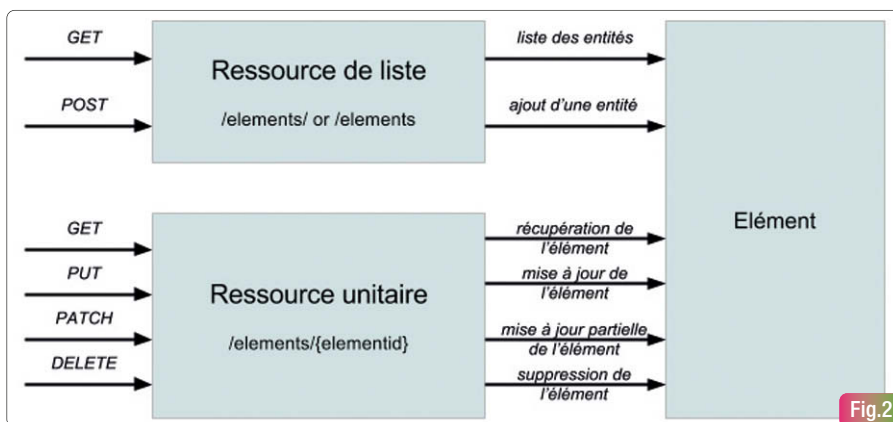 GET
POST
Ressource de liste
/elements/ or /elements
liste des entités
ajout d'une entité
GET
PUT
PATCH
DELETE
Ressource unitaire
/elements/{elementid}
récupération de
l'élément
mise à jour de
l'élément
mise à jour partielle
de l'élément
suppression de
l'élément
Elément
Fig.2